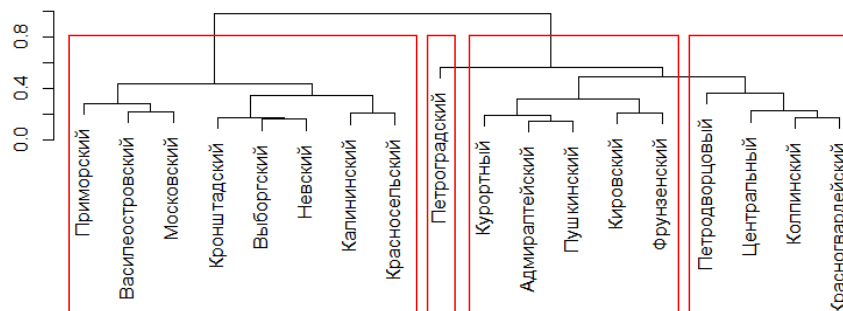 0.8
0.4
0.0
Приморский
Василеостровский
Московский
Кронштадский
Выборгский
Невский
Калининский
Красносельский
Петроградский
Курортный
Адмиралтейский
Пушкинский
Кировский
Фрунзенский
Петродворцовый
Центральный
Колпинский
Красногвардейский